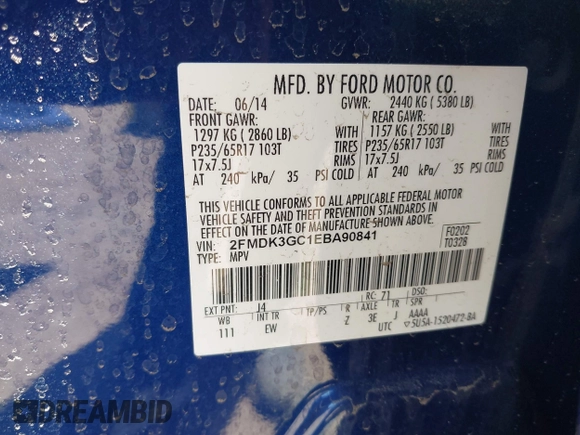 MFD. BY FORD MOTOR CO.
DATE: 06/14 GVWR: 2440 KG ( 5380 LB)
FRONT GAWR: REAR GAWR:
1297 KG ( 2860 LB) WITH 1157 KG ( 2550 LB) WITH
P235/65R17 103T TIRES P235/65R17 103T TIRES
17x7.5J RIMS 17x7.5J RIMS
AT 240 kPa/ 35 PSI COLD AT 240 kPa/ 35 PSI COLD
THIS VEHICLE CONFORMS TO ALL APPLICABLE FEDERAL MOTOR
VEHICLE SAFETY AND THEFT PREVENTION STANDARDS IN
EFFECT ON THE DATE OF MANUFACTURE SHOWN ABOVE.
VIN: 2FMDK3GC1EBA90841 F0202
TYPE: MPV T0328
EXT PNT: J4 RC: 71 DSO:
WB INT TR TP/PS R AXLE TR SPR
111 EW Z 3E J AAAA
UTC 5U5A-1520472-BA
DREAMBID